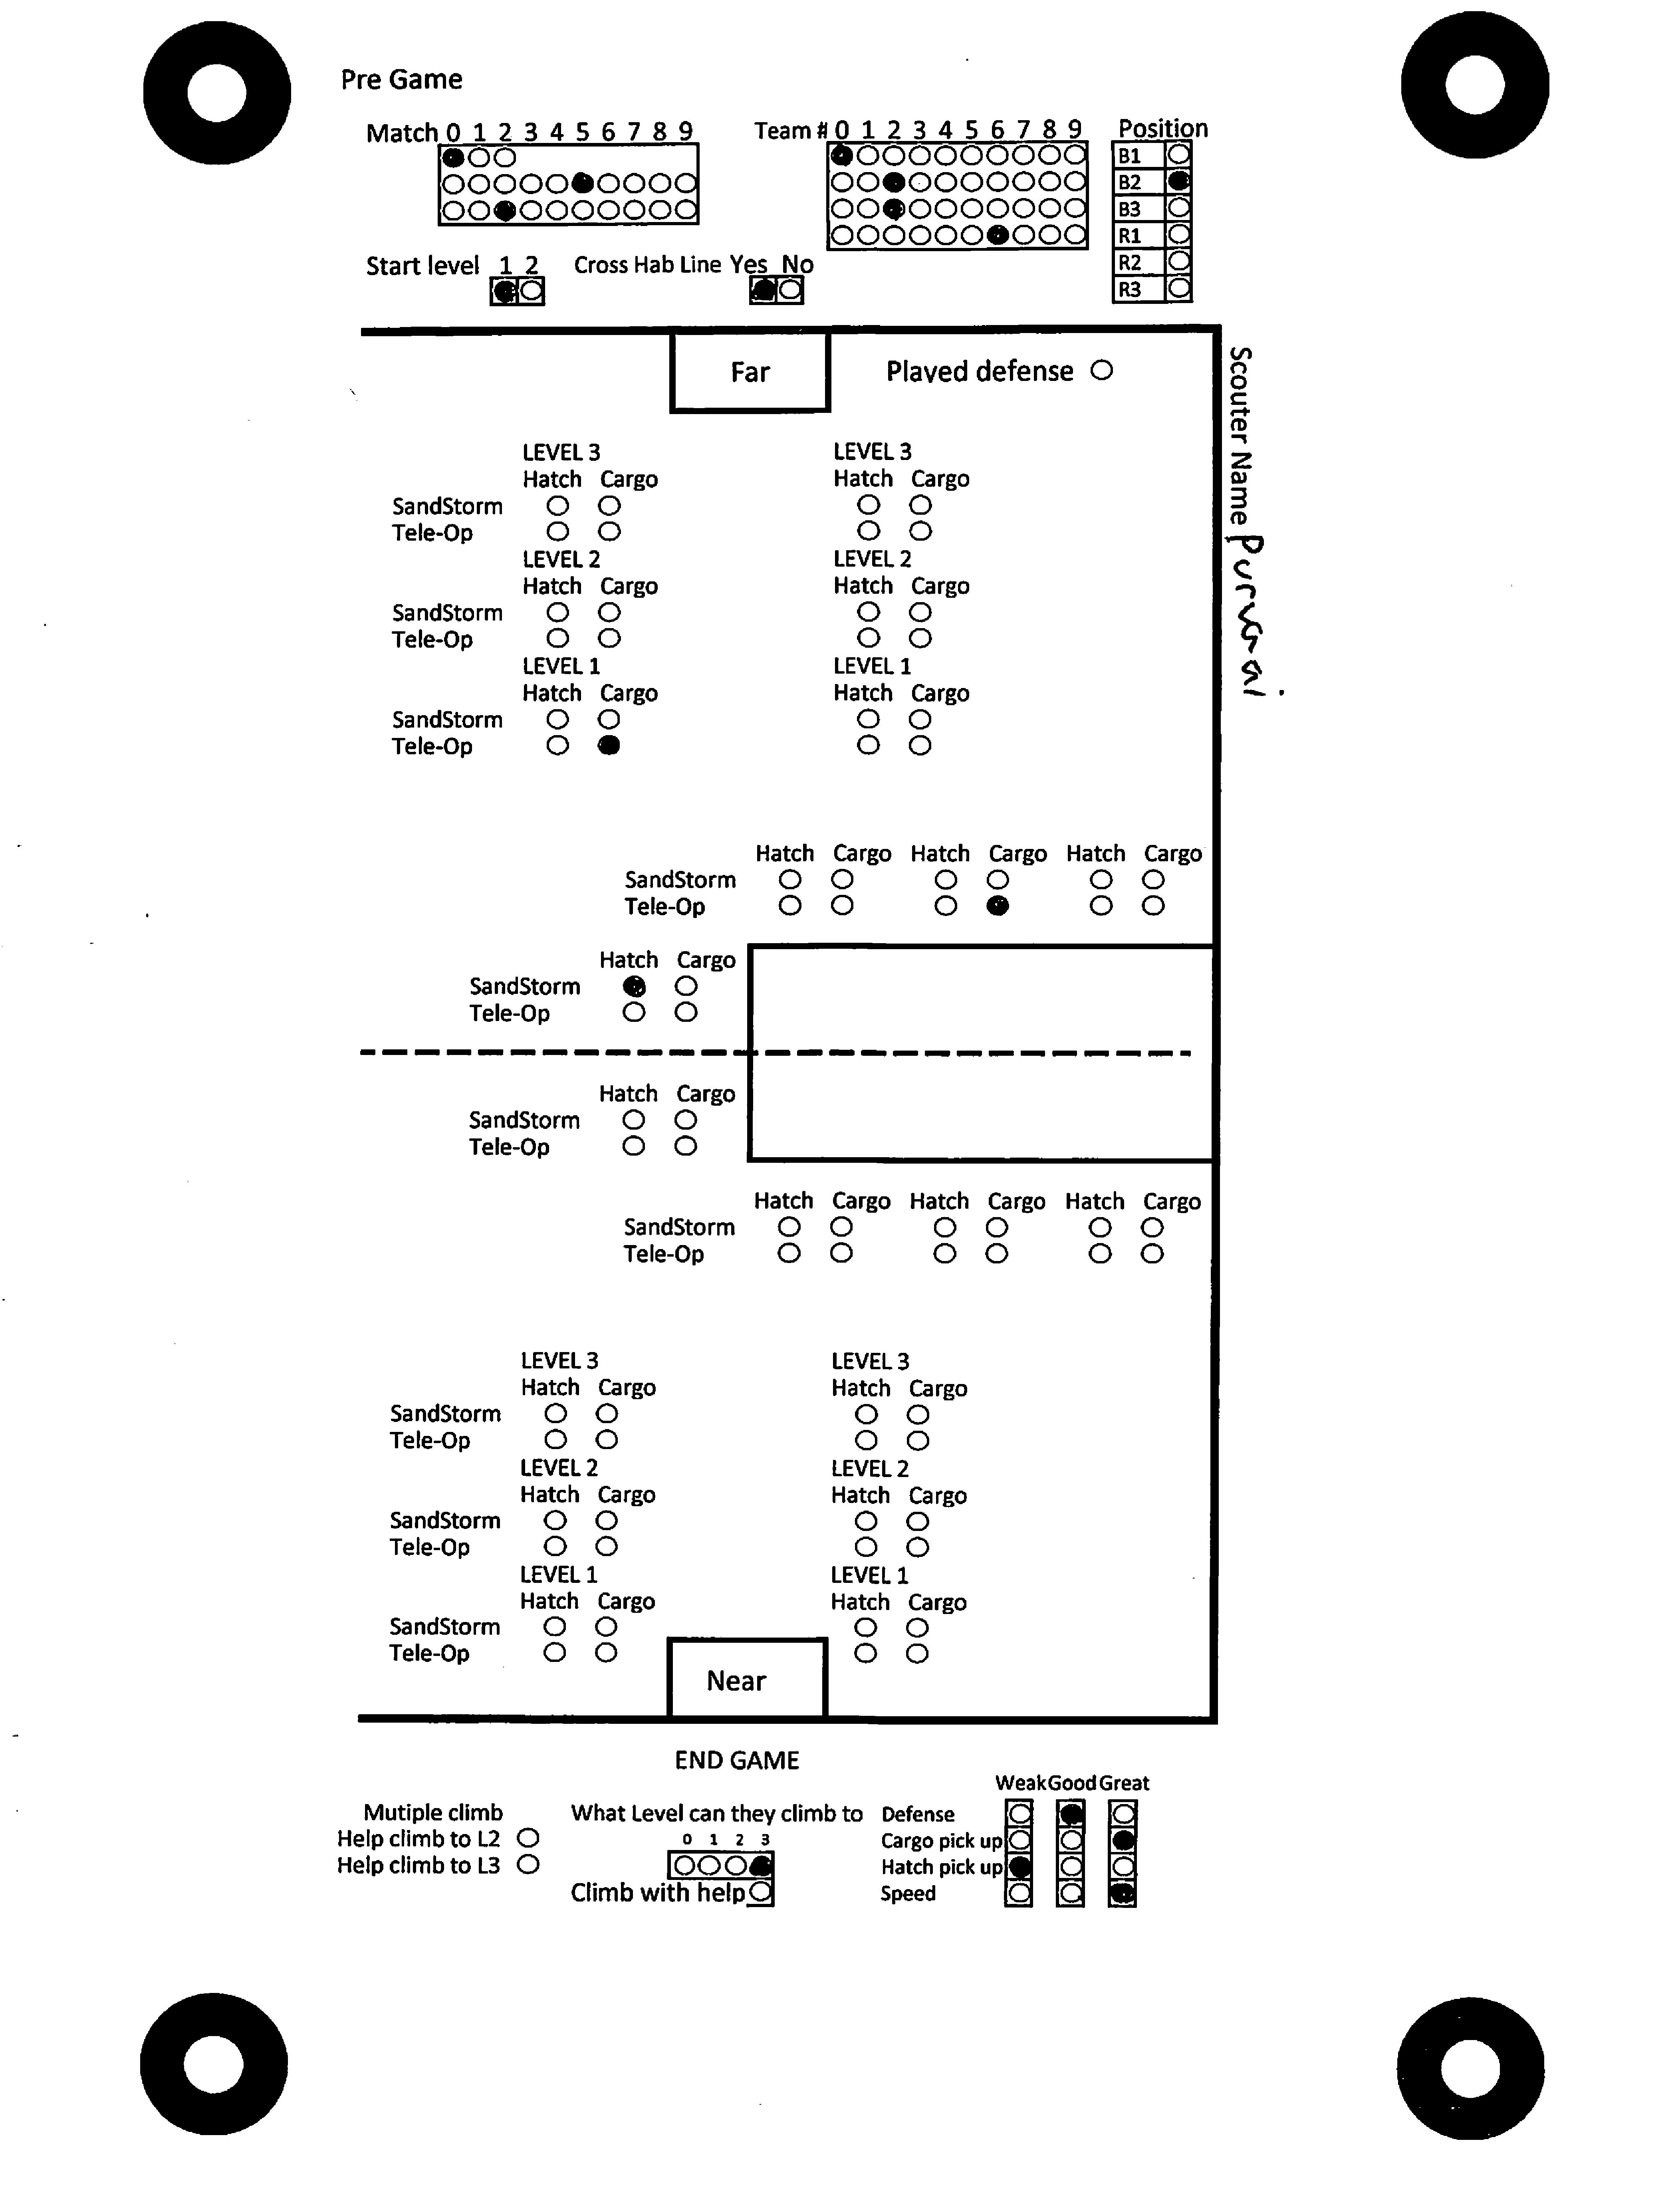 Pre Game
Match 0 1 2 3 4 5 6 7 8 9
Team # 0 1 2 3 4 5 6 7 8 9
Position
B1
B2
B3
R1
R2
R3
Start level 1 2
Cross Hab Line Yes No
Far
Played defense
Scouter Name
LEVEL 3 LEVEL 3
Hatch Cargo Hatch Cargo
SandStorm
Tele-Op
LEVEL 2 LEVEL 2
Hatch Cargo Hatch Cargo
SandStorm
Tele-Op
LEVEL 1 LEVEL 1
Hatch Cargo Hatch Cargo
SandStorm
Tele-Op
Hatch Cargo Hatch Cargo Hatch Cargo
SandStorm
Tele-Op
Hatch Cargo
SandStorm
Tele-Op
Hatch Cargo
SandStorm
Tele-Op
Hatch Cargo Hatch Cargo Hatch Cargo
SandStorm
Tele-Op
LEVEL 3 LEVEL 3
Hatch Cargo Hatch Cargo
SandStorm
Tele-Op
LEVEL 2 LEVEL 2
Hatch Cargo Hatch Cargo
SandStorm
Tele-Op
LEVEL 1 LEVEL 1
Hatch Cargo Hatch Cargo
SandStorm
Tele-Op
Near
END GAME
Mutiple climb
Help climb to L2
Help climb to L3
What Level can they climb to
0 1 2 3
Climb with help
Weak Good Great
Defense
Cargo pick up
Hatch pick up
Speed